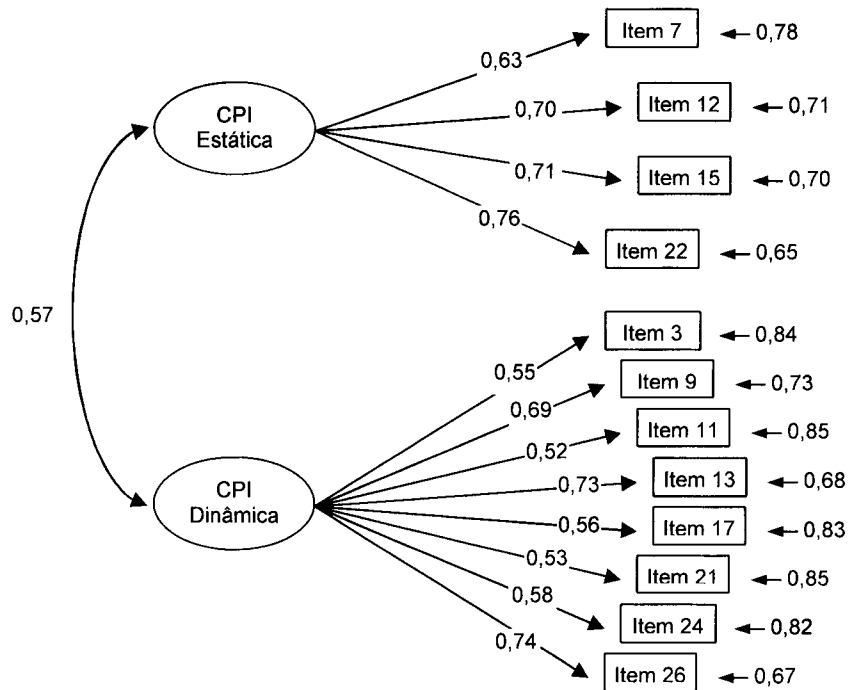 0,63
Item 7
0,78
CPI
Estática
0,70
Item 12
0,71
0,71
Item 15
0,70
0,76
Item 22
0,65
0,57
0,55
Item 3
0,84
0,69
Item 9
0,73
0,52
Item 11
0,85
CPI
Dinâmica
0,73
Item 13
0,68
0,56
Item 17
0,83
0,53
Item 21
0,85
0,58
Item 24
0,82
0,74
Item 26
0,67